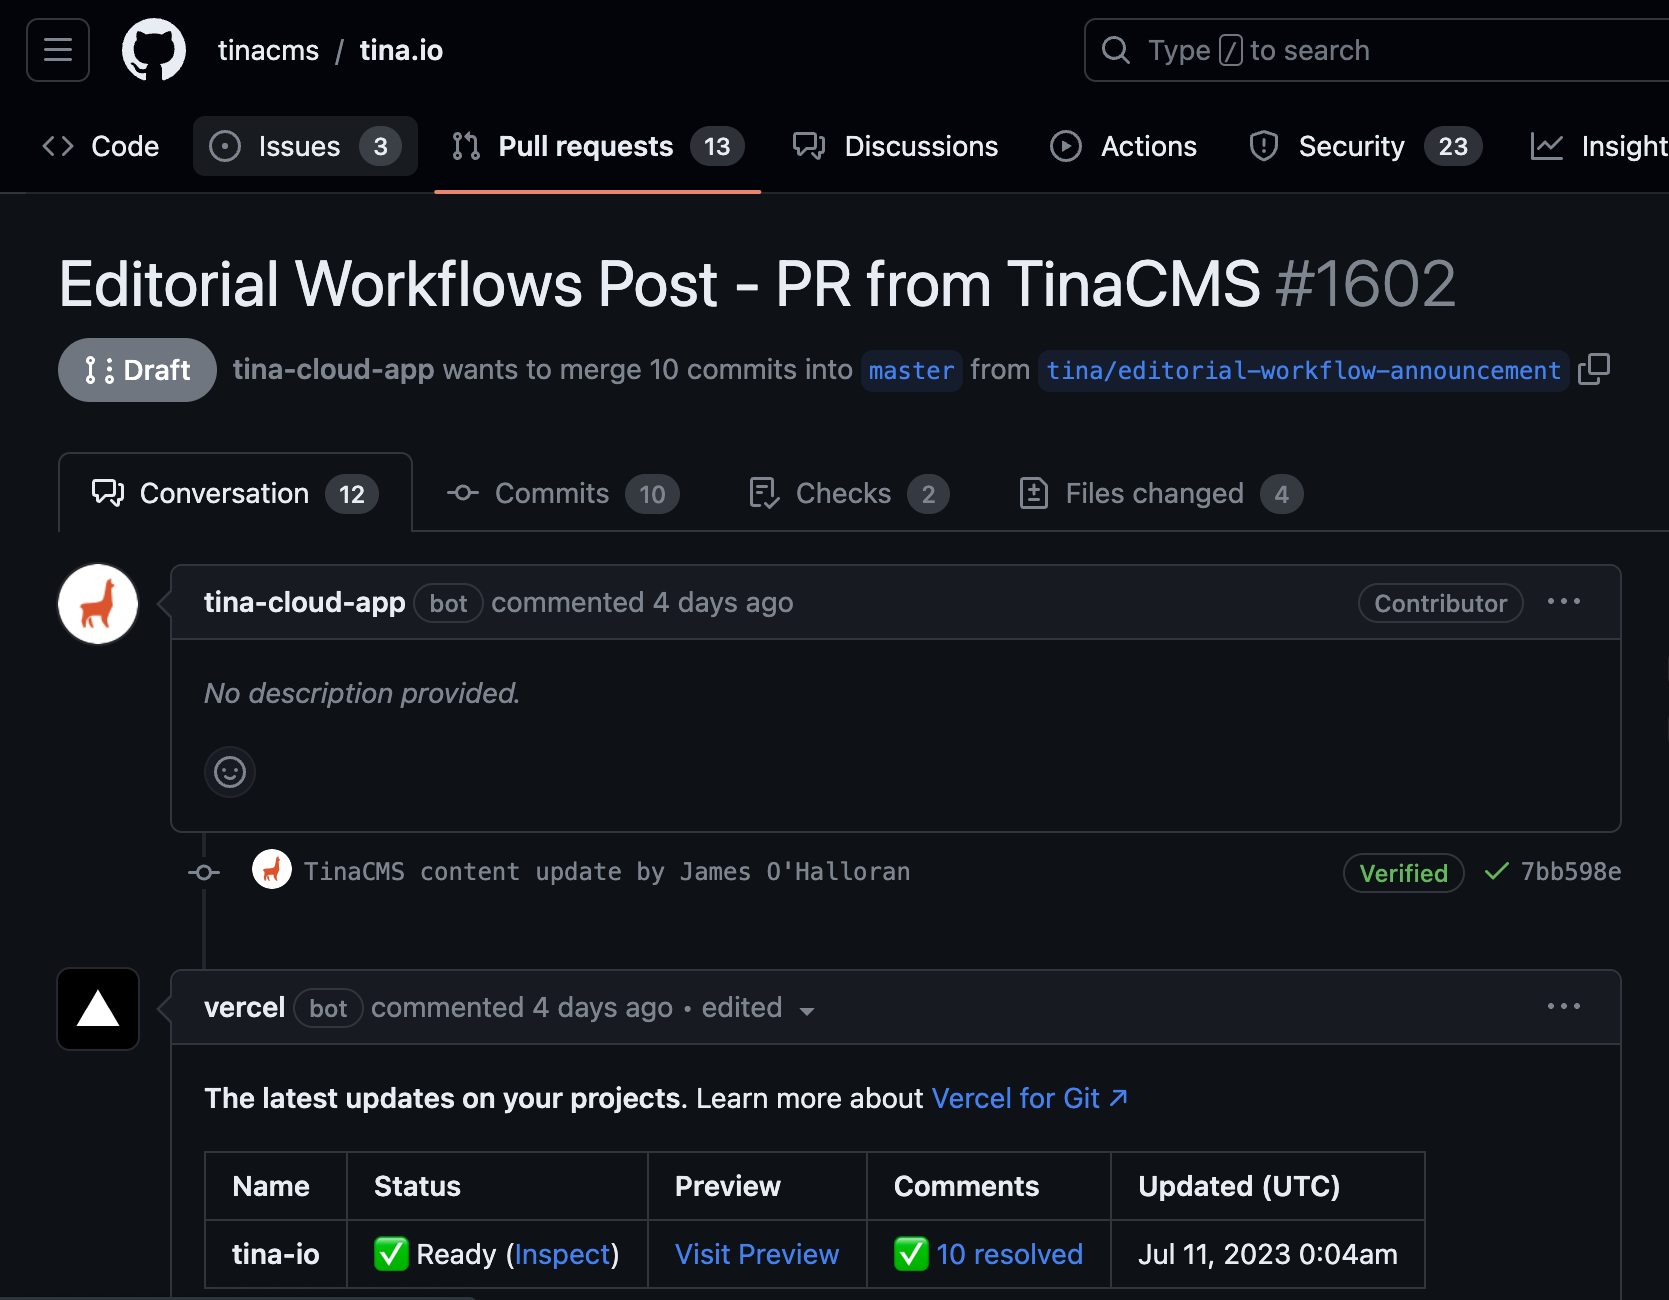 tinacms / tina.io
Type / to search
Code Issues 3 Pull requests 13 Discussions Actions Security 23 Insight
Editorial Workflows Post - PR from TinaCMS #1602
Draft tina-cloud-app wants to merge 10 commits into master from tina/editorial-workflow-announcement
Conversation 12 Commits 10 Checks 2 Files changed 4
tina-cloud-app bot commented 4 days ago Contributor
No description provided.
TinaCMS content update by James O'Halloran Verified 7bb598e
vercel bot commented 4 days ago • edited
The latest updates on your projects. Learn more about Vercel for Git ↗
Name Status Preview Comments Updated (UTC)
tina-io ✅ Ready (Inspect) Visit Preview ✅ 10 resolved Jul 11, 2023 0:04am